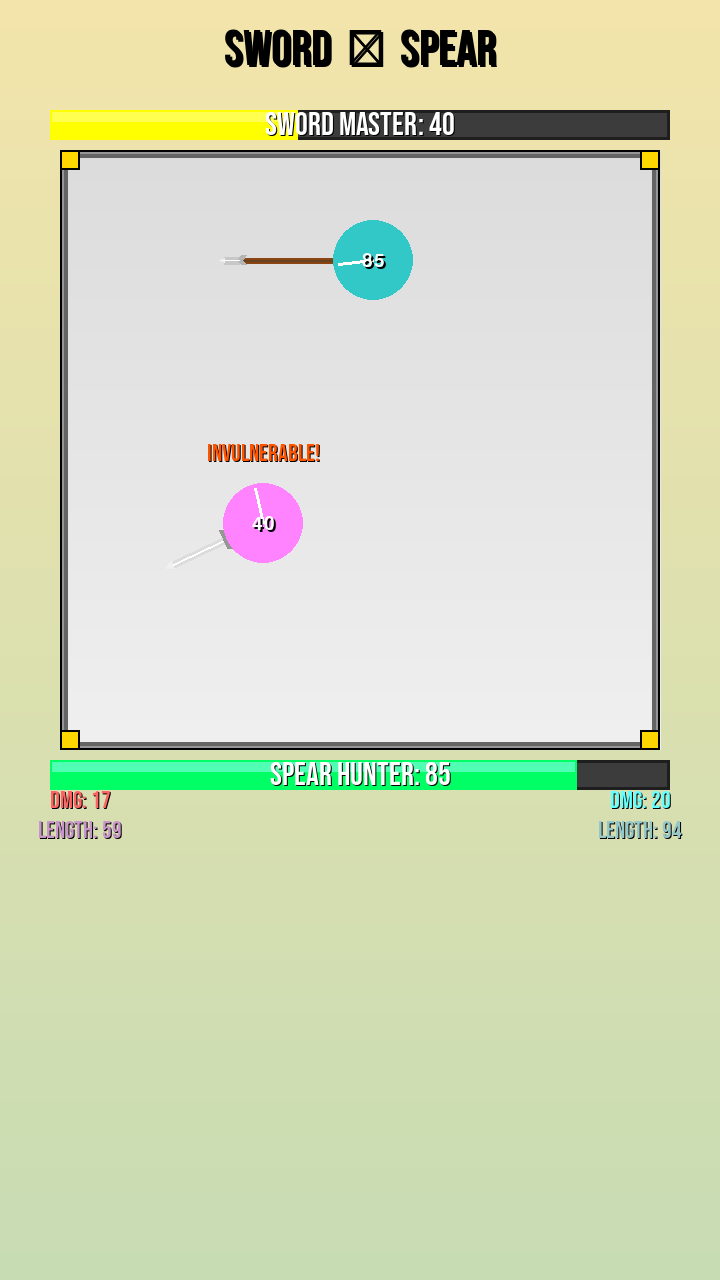 SWORD ☒ SPEAR
SWORD MASTER: 40
85
INVULNERABLE!
40
SPEAR HUNTER: 85
DMG: 17
DMG: 20
LENGTH: 59
LENGTH: 94